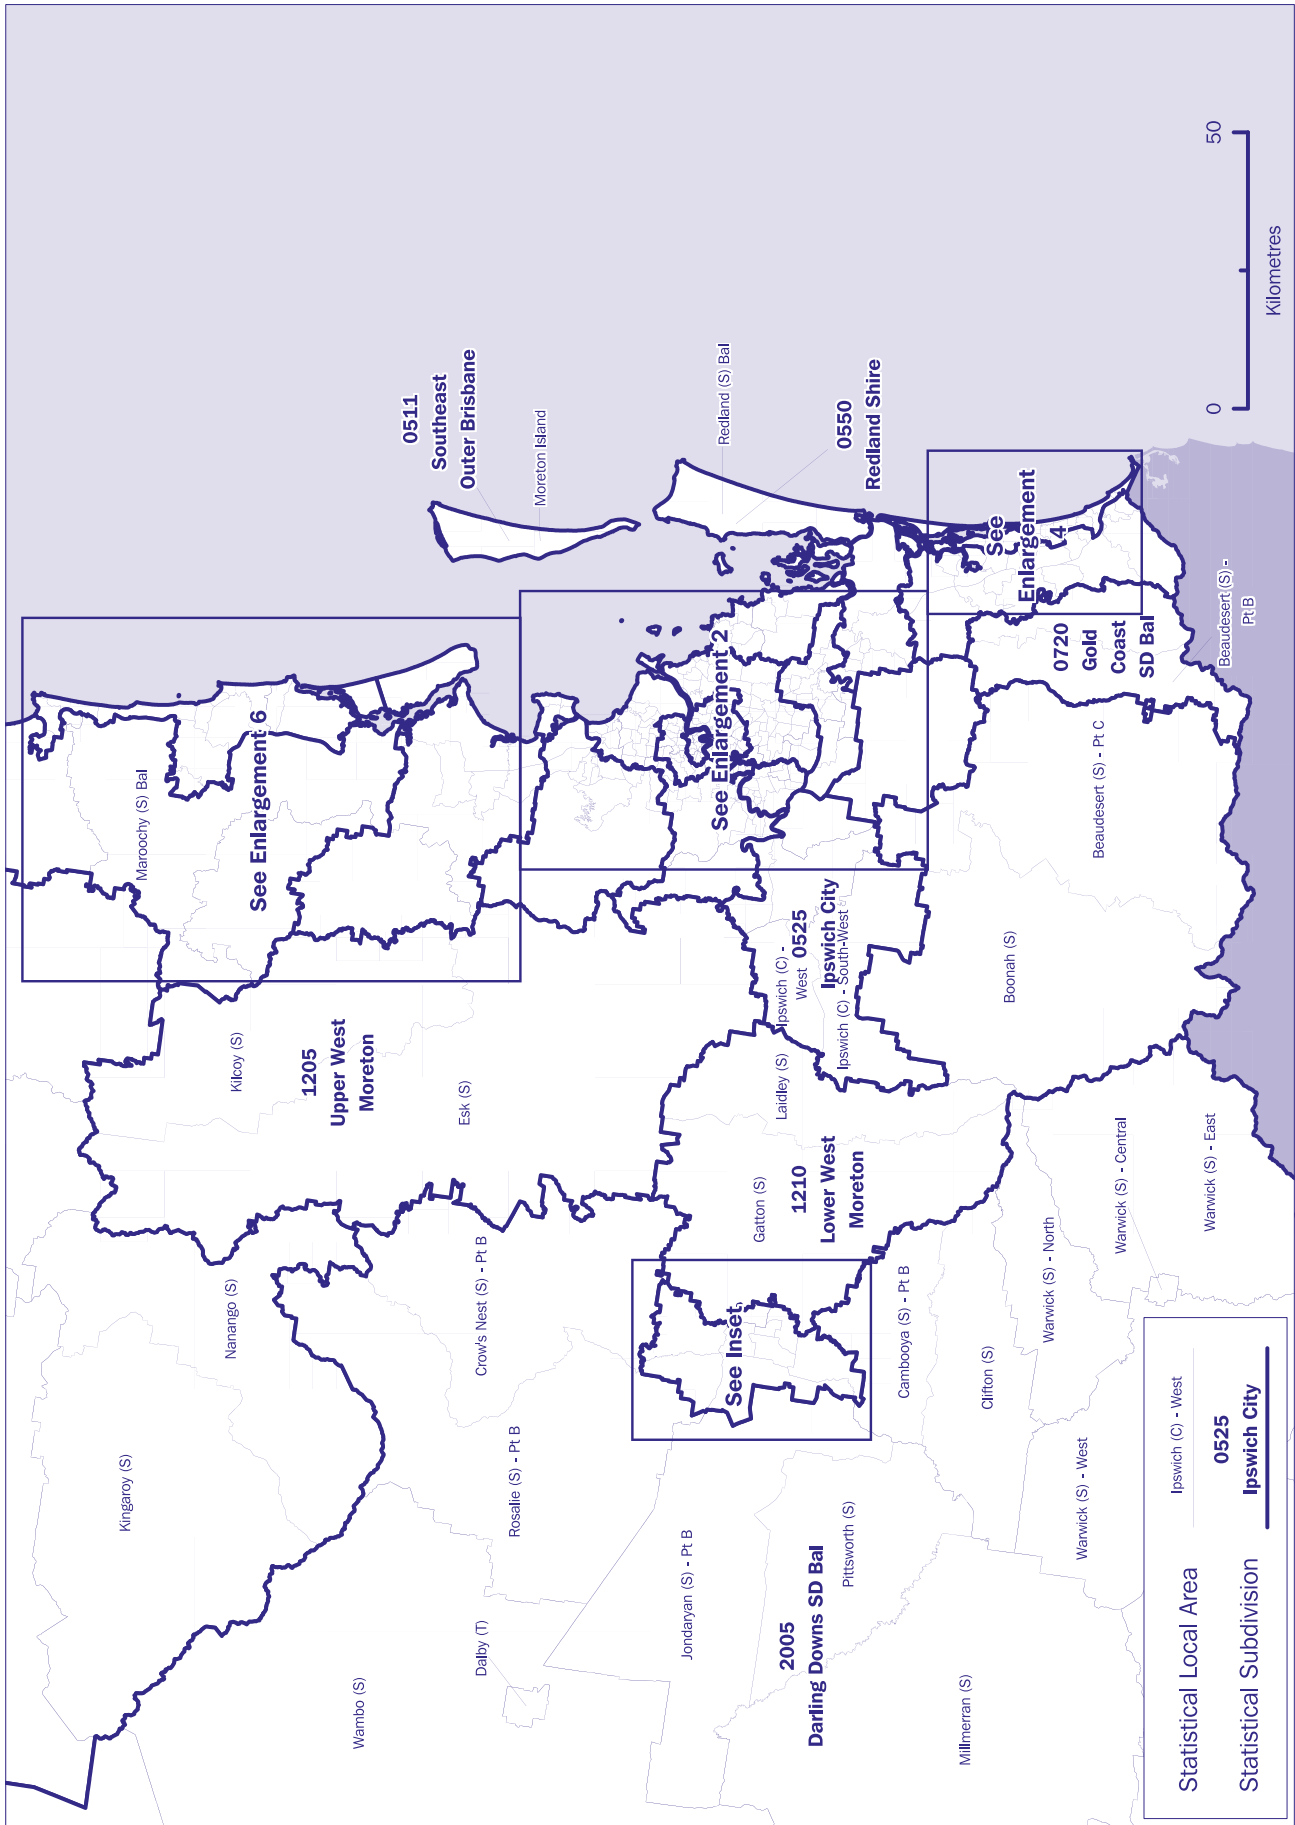 Maroochy (S) Bal
See Enlargement 6
0511
Southeast
Outer Brisbane
Moreton Island
Redland (S) Bal
0550
Redland Shire
See Enlargement 2
See
Enlargement
4
0720
Gold
Coast
SD Bal
Beaudesert (S) -
Pt B
Beaudesert (S) - Pt C
Boonah (S)
Ipswich (C) -
West
0525
Ipswich City
Ipswich (C) - South-West
Kilcoy (S)
1205
Upper West
Moreton
Esk (S)
Laidley (S)
Gatton (S)
1210
Lower West
Moreton
Nanango (S)
Crow's Nest (S) - Pt B
See Inset
Cambooya (S) - Pt B
Clifton (S)
Warwick (S) - North
Warwick (S) - Central
Warwick (S) - East
Kingaroy (S)
Rosalie (S) - Pt B
Wambo (S)
Dalby (T)
Jondaryan (S) - Pt B
2005
Darling Downs SD Bal
Pittsworth (S)
Millmerran (S)
Warwick (S) - West
0
50
Kilometres
Statistical Local Area
Ipswich (C) - West
Statistical Subdivision
0525
Ipswich City